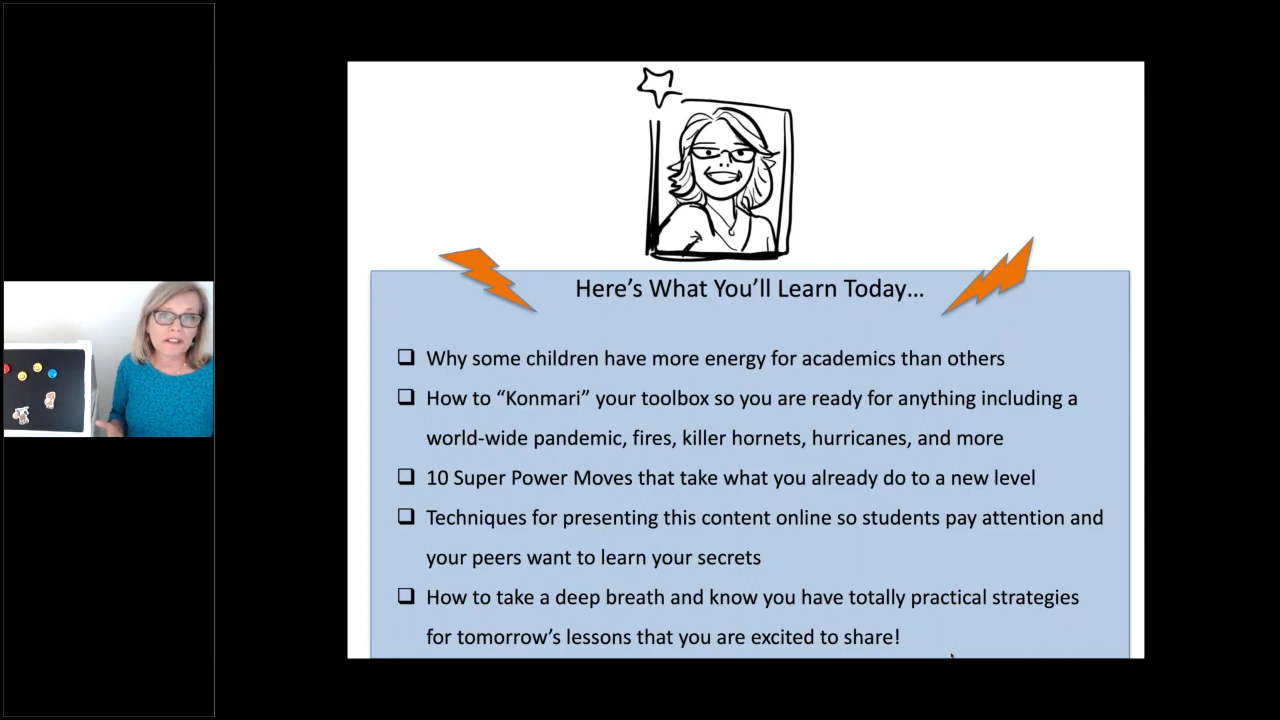 Here's What You'll Learn Today…
❑ Why some children have more energy for academics than others
❑ How to “Konmari” your toolbox so you are ready for anything including a
world-wide pandemic, fires, killer hornets, hurricanes, and more
❑ 10 Super Power Moves that take what you already do to a new level
❑ Techniques for presenting this content online so students pay attention and
your peers want to learn your secrets
❑ How to take a deep breath and know you have totally practical strategies
for tomorrow's lessons that you are excited to share!